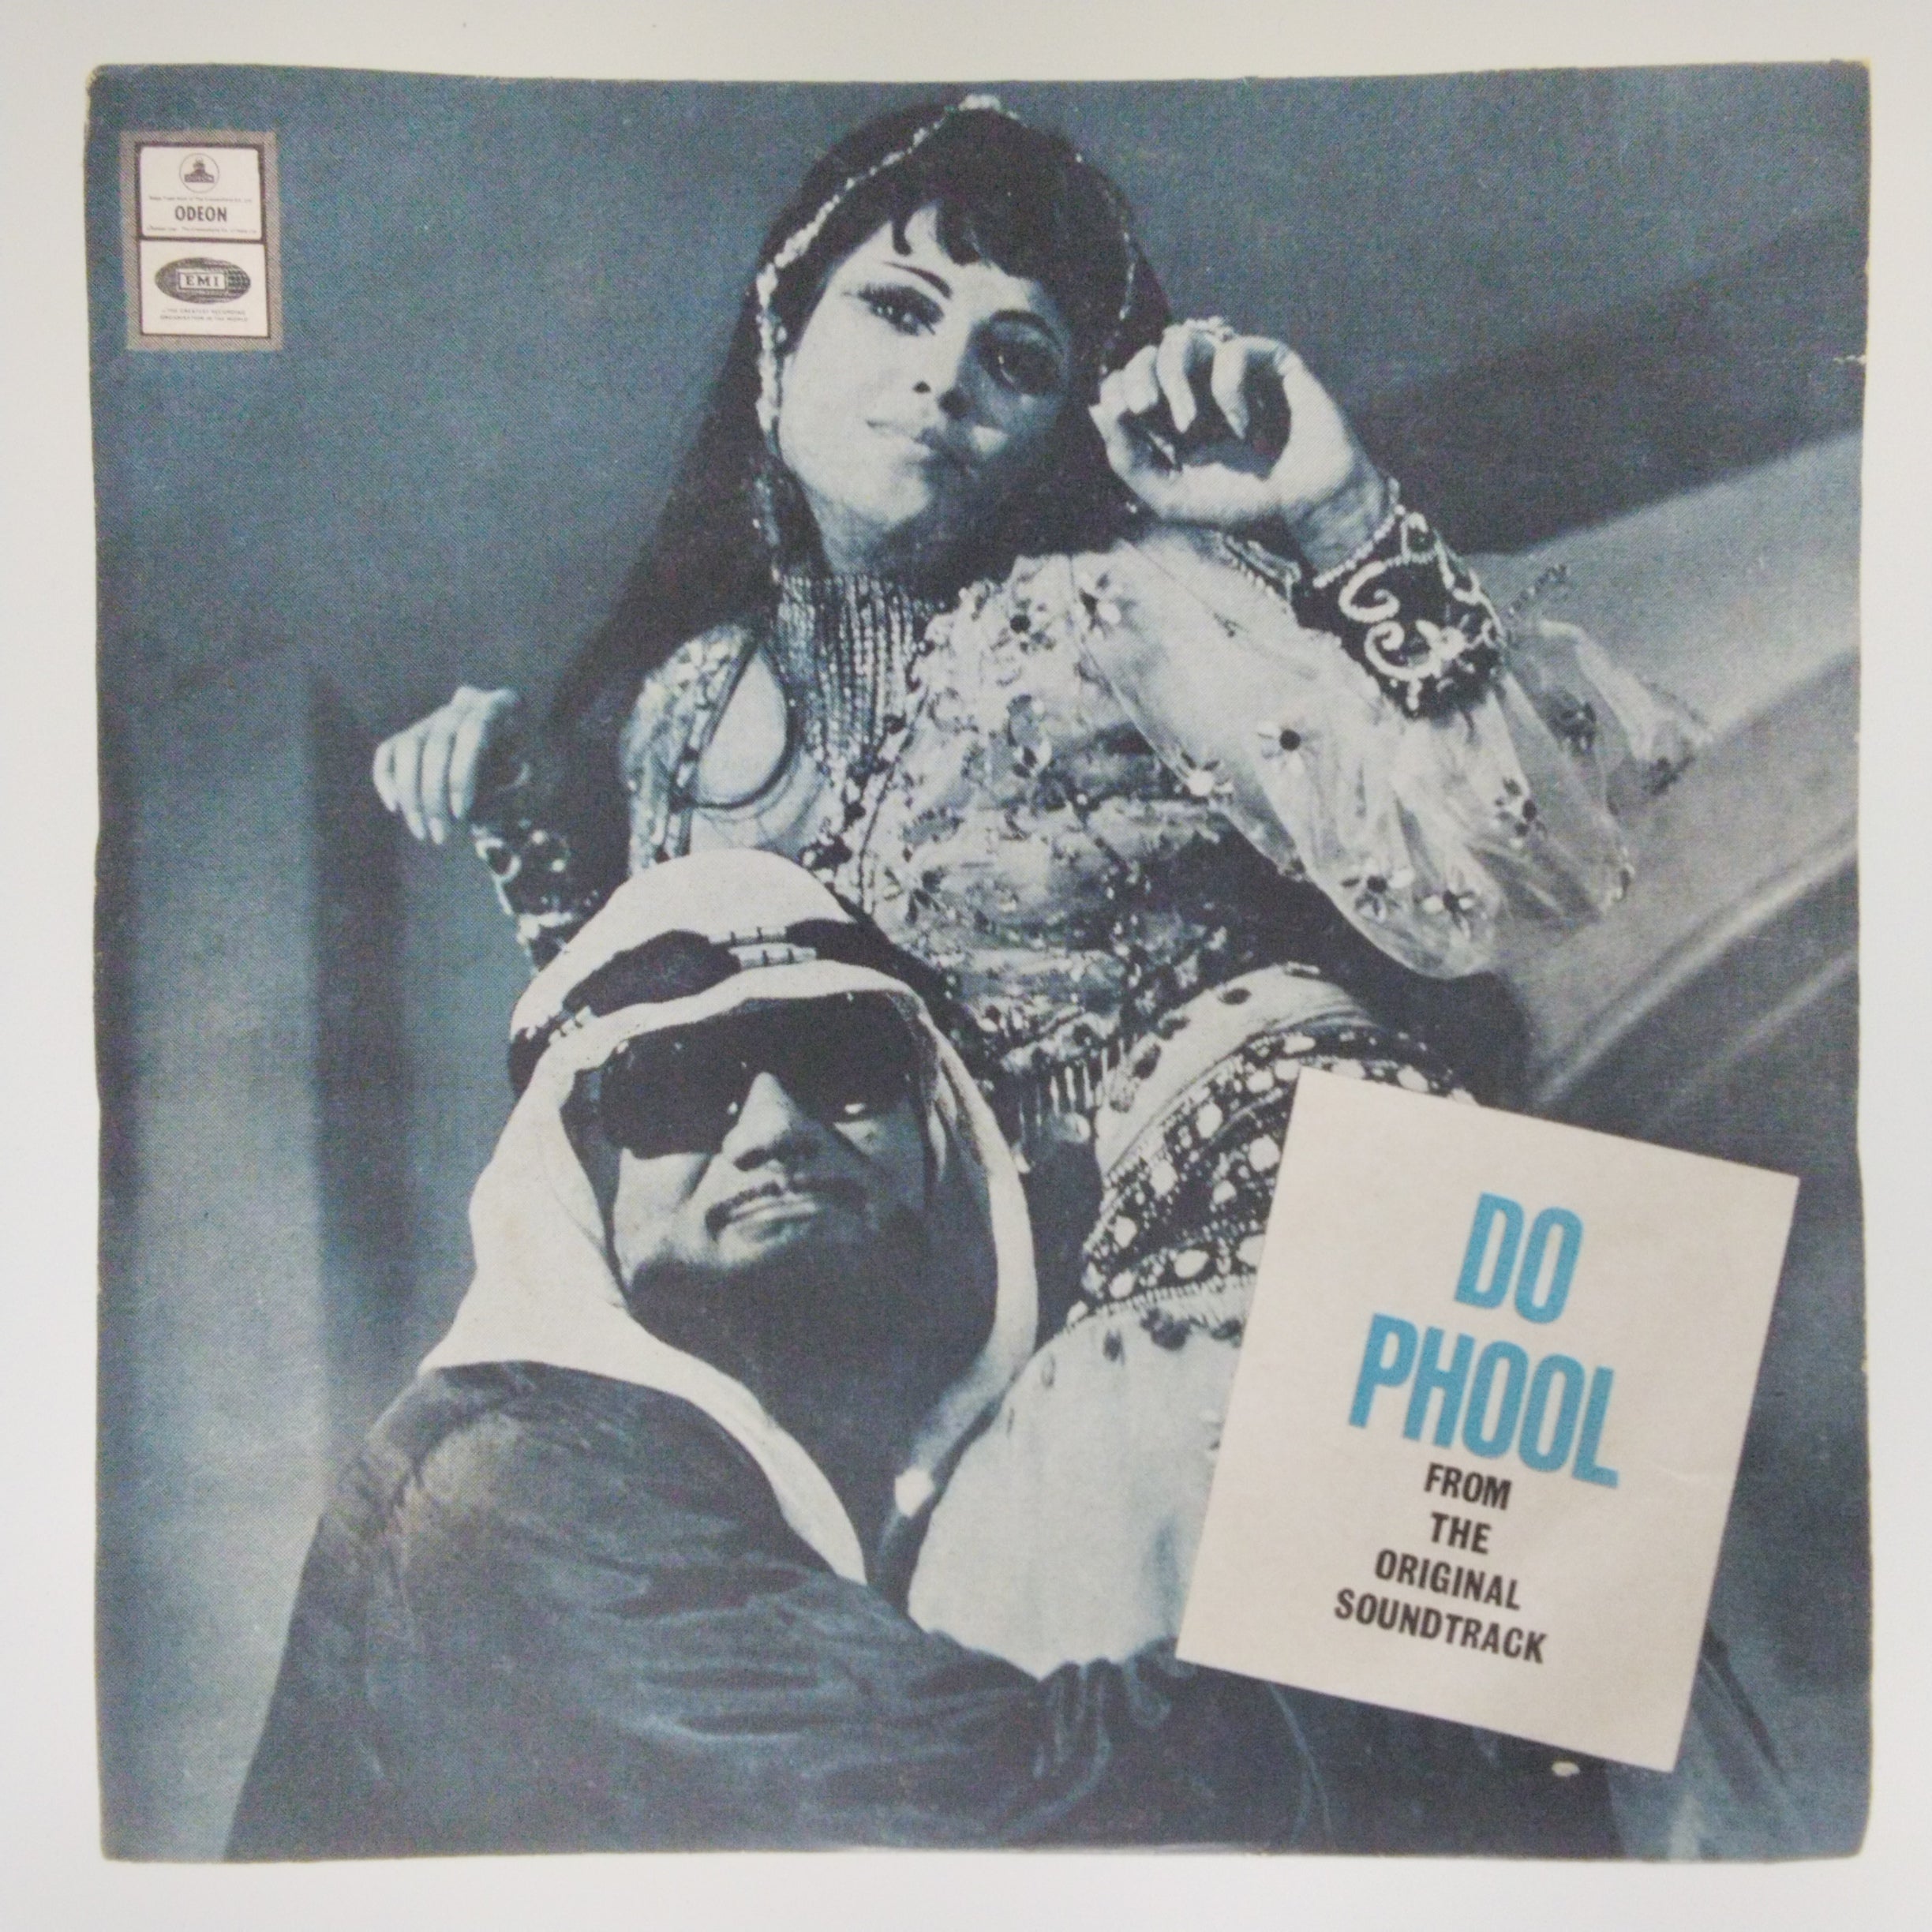 ODEON
EMI
DO
PHOOL
FROM
THE
ORIGINAL
SOUNDTRACK